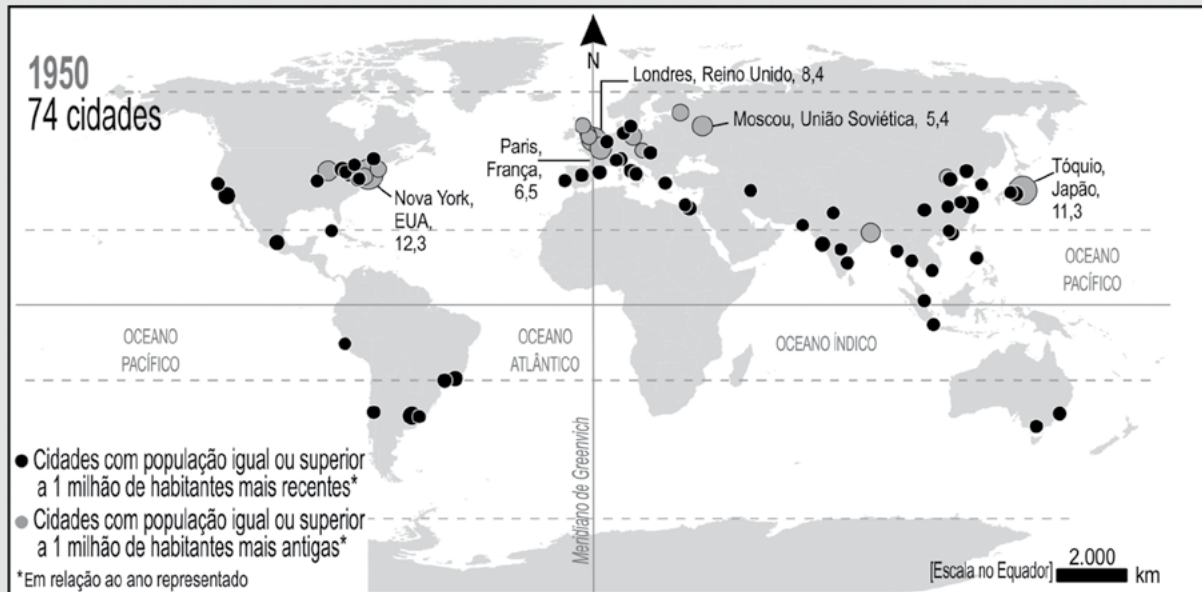 1950
74 cidades
N
Londres, Reino Unido, 8,4
Moscou, União Soviética, 5,4
Paris,
França,
6,5
Tóquio,
Japão,
11,3
Nova York,
EUA,
12,3
OCEANO
PACÍFICO
OCEANO
PACÍFICO
OCEANO
ATLÂNTICO
OCEANO ÍNDICO
Meridiano de Greenvich
Cidades com população igual ou superior
a 1 milhão de habitantes mais recentes*
Cidades com população igual ou superior
a 1 milhão de habitantes mais antigas*
*Em relação ao ano representado
[Escala no Equador] 2.000 km